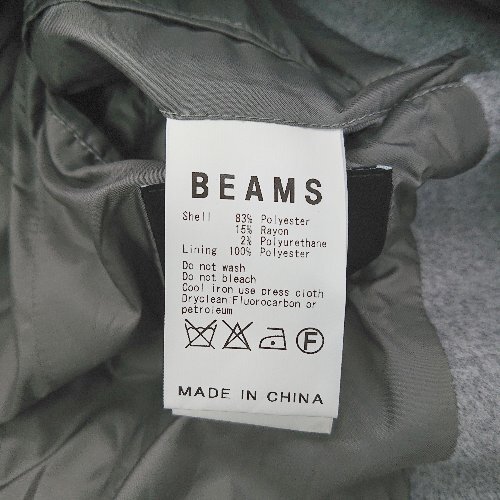 BEAMS
Shell 83% Polyester
15% Rayon
2% Polyurethane
Lining 100% Polyester
Do not wash
Do not bleach
Cool iron use press cloth
Dryclean Fluorocarbon or
petroleum
F
MADE IN CHINA